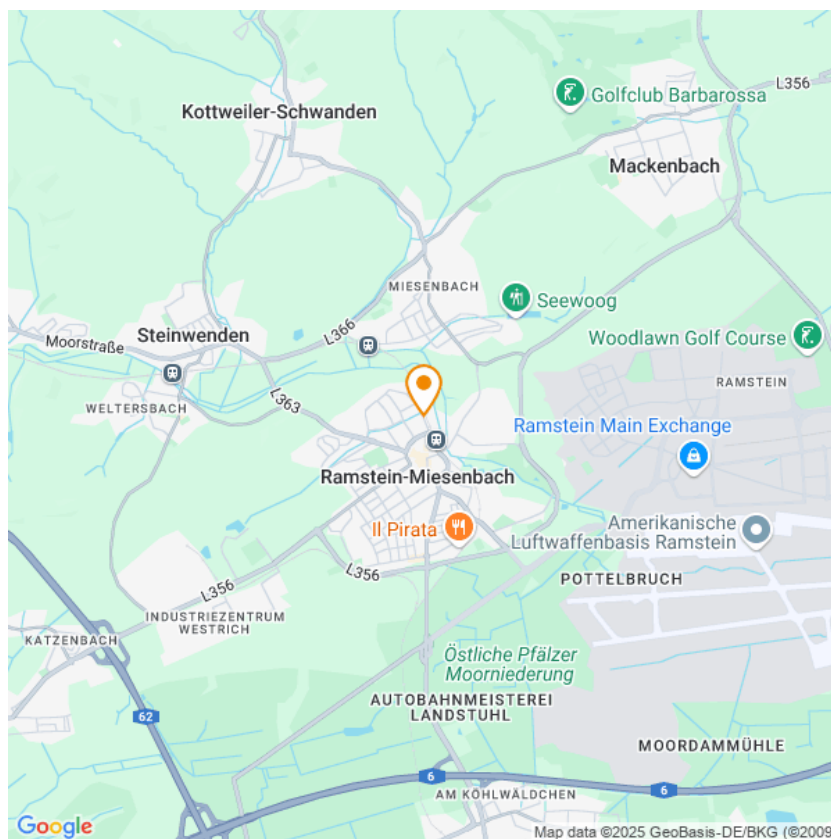 L356
Golfclub Barbarossa
Kottweiler-Schwanden
Mackenbach
MIESENBACH
Seewoog
Steinwenden
Moorstraße
L366
Woodlawn Golf Course
RAMSTEIN
WELTERSBACH
L363
Ramstein Main Exchange
Ramstein-Miesenbach
Il Pirata
Amerikanische
Luftwaffenbasis Ramstein
L356
L356
POTTELBRUCH
INDUSTRIEZENTRUM
WESTRICH
KATZENBACH
Östliche Pfälzer
Moorniederung
AUTOBAHNMEISTEREI
LANDSTUHL
62
MOORDAMMÜHLE
6
6
AM KÖHLWÄLDCHEN
Google
Map data ©2025 GeoBasis-DE/BKG (©2009